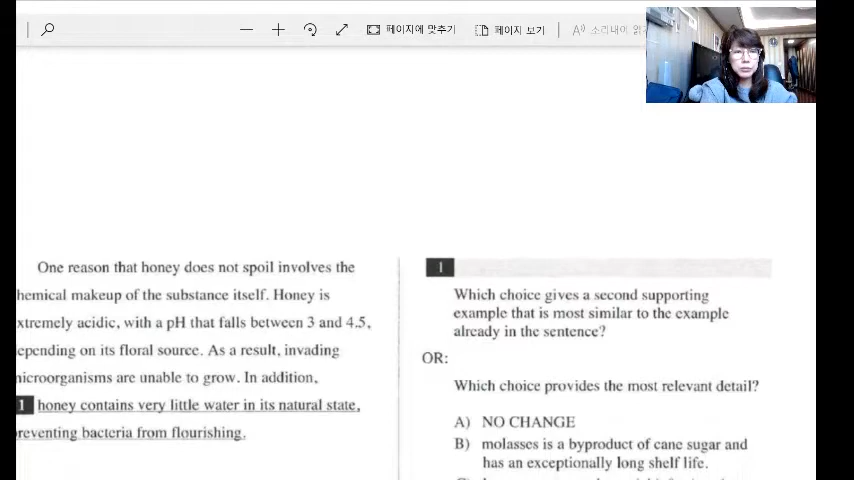 페이지에 맞추기
페이지 보기
A
소리내어
One reason that honey does not spoil involves the
hemical makeup of the substance itself. Honey is
xtremely acidic, with a pH that falls between 3 and 4.5,
epending on its floral source. As a result, invading
nicroorganisms are unable to grow. In addition,
1 honey contains very little water in its natural state,
reventing bacteria from flourishing.
1
Which choice gives a second supporting
example that is most similar to the example
already in the sentence?
OR:
Which choice provides the most relevant detail?
A) NO CHANGE
B) molasses is a byproduct of cane sugar and
has an exceptionally long shelf life.